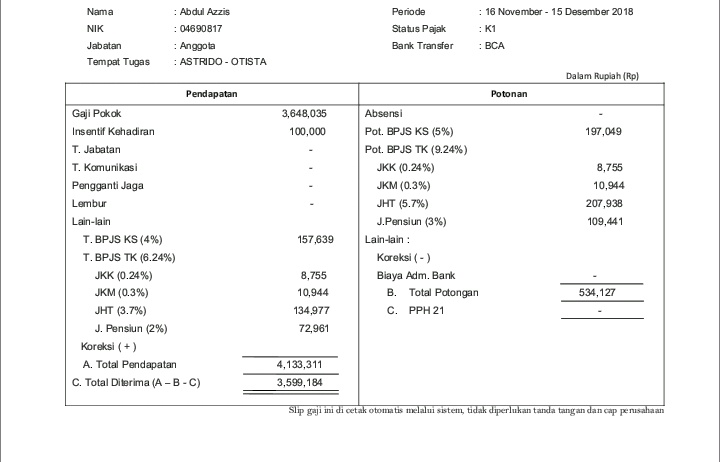 Nama : Abdul Azzis Periode : 16 November - 15 Desember 2018
NIK : 04690817 Status Pajak : K1
Jabatan : Anggota Bank Transfer : BCA
Tempat Tugas : ASTRIDO - OTISTA
Dalam Rupiah (Rp)
Pendapatan Potonan
Gaji Pokok 3,648,035 Absensi -
Insentif Kehadiran 100,000 Pot. BPJS KS (5%) 197,049
T. Jabatan - Pot. BPJS TK (9.24%)
T. Komunikasi - JKK (0.24%) 8,755
Pengganti Jaga - JKM (0.3%) 10,944
Lembur - JHT (5.7%) 207,938
Lain-lain J.Pensiun (3%) 109,441
T. BPJS KS (4%) 157,639 Lain-lain :
T. BPJS TK (6.24%) Koreksi ( - )
JKK (0.24%) 8,755 Biaya Adm. Bank -
JKM (0.3%) 10,944 B. Total Potongan 534,127
JHT (3.7%) 134,977 C. PPH 21 -
J. Pensiun (2%) 72,961
Koreksi ( + )
A. Total Pendapatan 4,133,311
C. Total Diterima (A – B - C) 3,599,184
Slip gaji ini di cetak otomatis melalui sistem, tidak diperlukan tanda tangan dan cap perusahaan